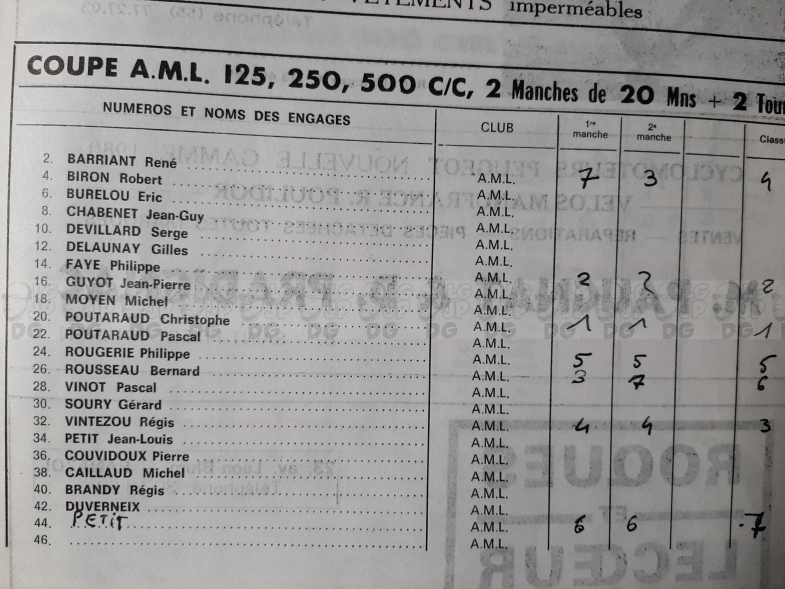 VETEMENTS imperméables
COUPE A.M.L. 125, 250, 500 C/C, 2 Manches de 20 Mns + 2 Tour
NUMEROS ET NOMS DES ENGAGES CLUB 1re manche 2e manche Class
2. BARRIANT René A.M.L. 7 3 4
4. BIRON Robert A.M.L.
6. BURELOU Eric A.M.L.
8. CHABENET Jean-Guy A.M.L.
10. DEVILLARD Serge A.M.L.
12. DELAUNAY Gilles A.M.L.
14. FAYE Philippe A.M.L. 2 2 2
16. GUYOT Jean-Pierre A.M.L.
18. MOYEN Michel A.M.L.
20. POUTARAUD Christophe A.M.L. 1 1 1
22. POUTARAUD Pascal A.M.L.
24. ROUGERIE Philippe A.M.L. 5 5 5
26. ROUSSEAU Bernard A.M.L. 3 7 6
28. VINOT Pascal A.M.L.
30. SOURY Gérard A.M.L.
32. VINTEZOU Régis A.M.L. 4 4 3
34. PETIT Jean-Louis A.M.L.
36. COUVIDOUX Pierre A.M.L.
38. CAILLAUD Michel A.M.L.
40. BRANDY Régis A.M.L.
42. DUVERNEIX A.M.L.
44. PETIT A.M.L. 6 6 7
46. A.M.L.